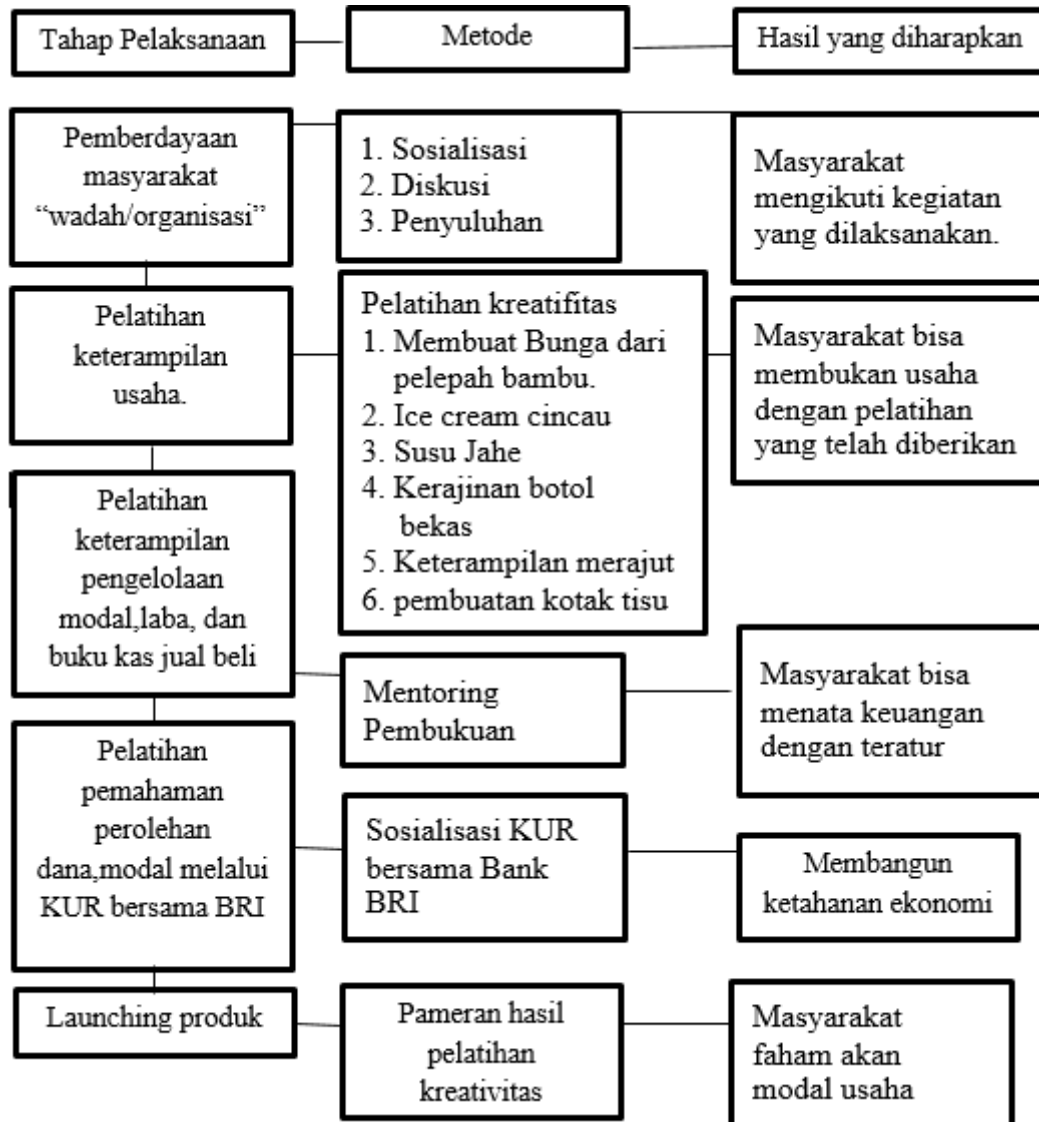 Tahap Pelaksanaan
Metode
Hasil yang diharapkan
Pemberdayaan
masyarakat
“wadah/organisasi”
1. Sosialisasi
2. Diskusi
3. Penyuluhan
Masyarakat
mengikuti kegiatan
yang dilaksanakan.
Pelatihan
keterampilan
usaha.
Pelatihan kreatifitas
1. Membuat Bunga dari
pelepah bambu.
2. Ice cream cincau
3. Susu Jahe
4. Kerajinan botol
bekas
5. Keterampilan merajut
6. pembuatan kotak tisu
Masyarakat bisa
membukan usaha
dengan pelatihan
yang telah diberikan
Pelatihan
keterampilan
pengelolaan
modal,laba, dan
buku kas jual beli
Mentoring
Pembukuan
Masyarakat bisa
menata keuangan
dengan teratur
Pelatihan
pemahaman
perolehan
dana,modal melalui
KUR bersama BRI
Sosialisasi KUR
bersama Bank
BRI
Membangun
ketahanan ekonomi
Launching produk
Pameran hasil
pelatihan
kreativitas
Masyarakat
faham akan
modal usaha